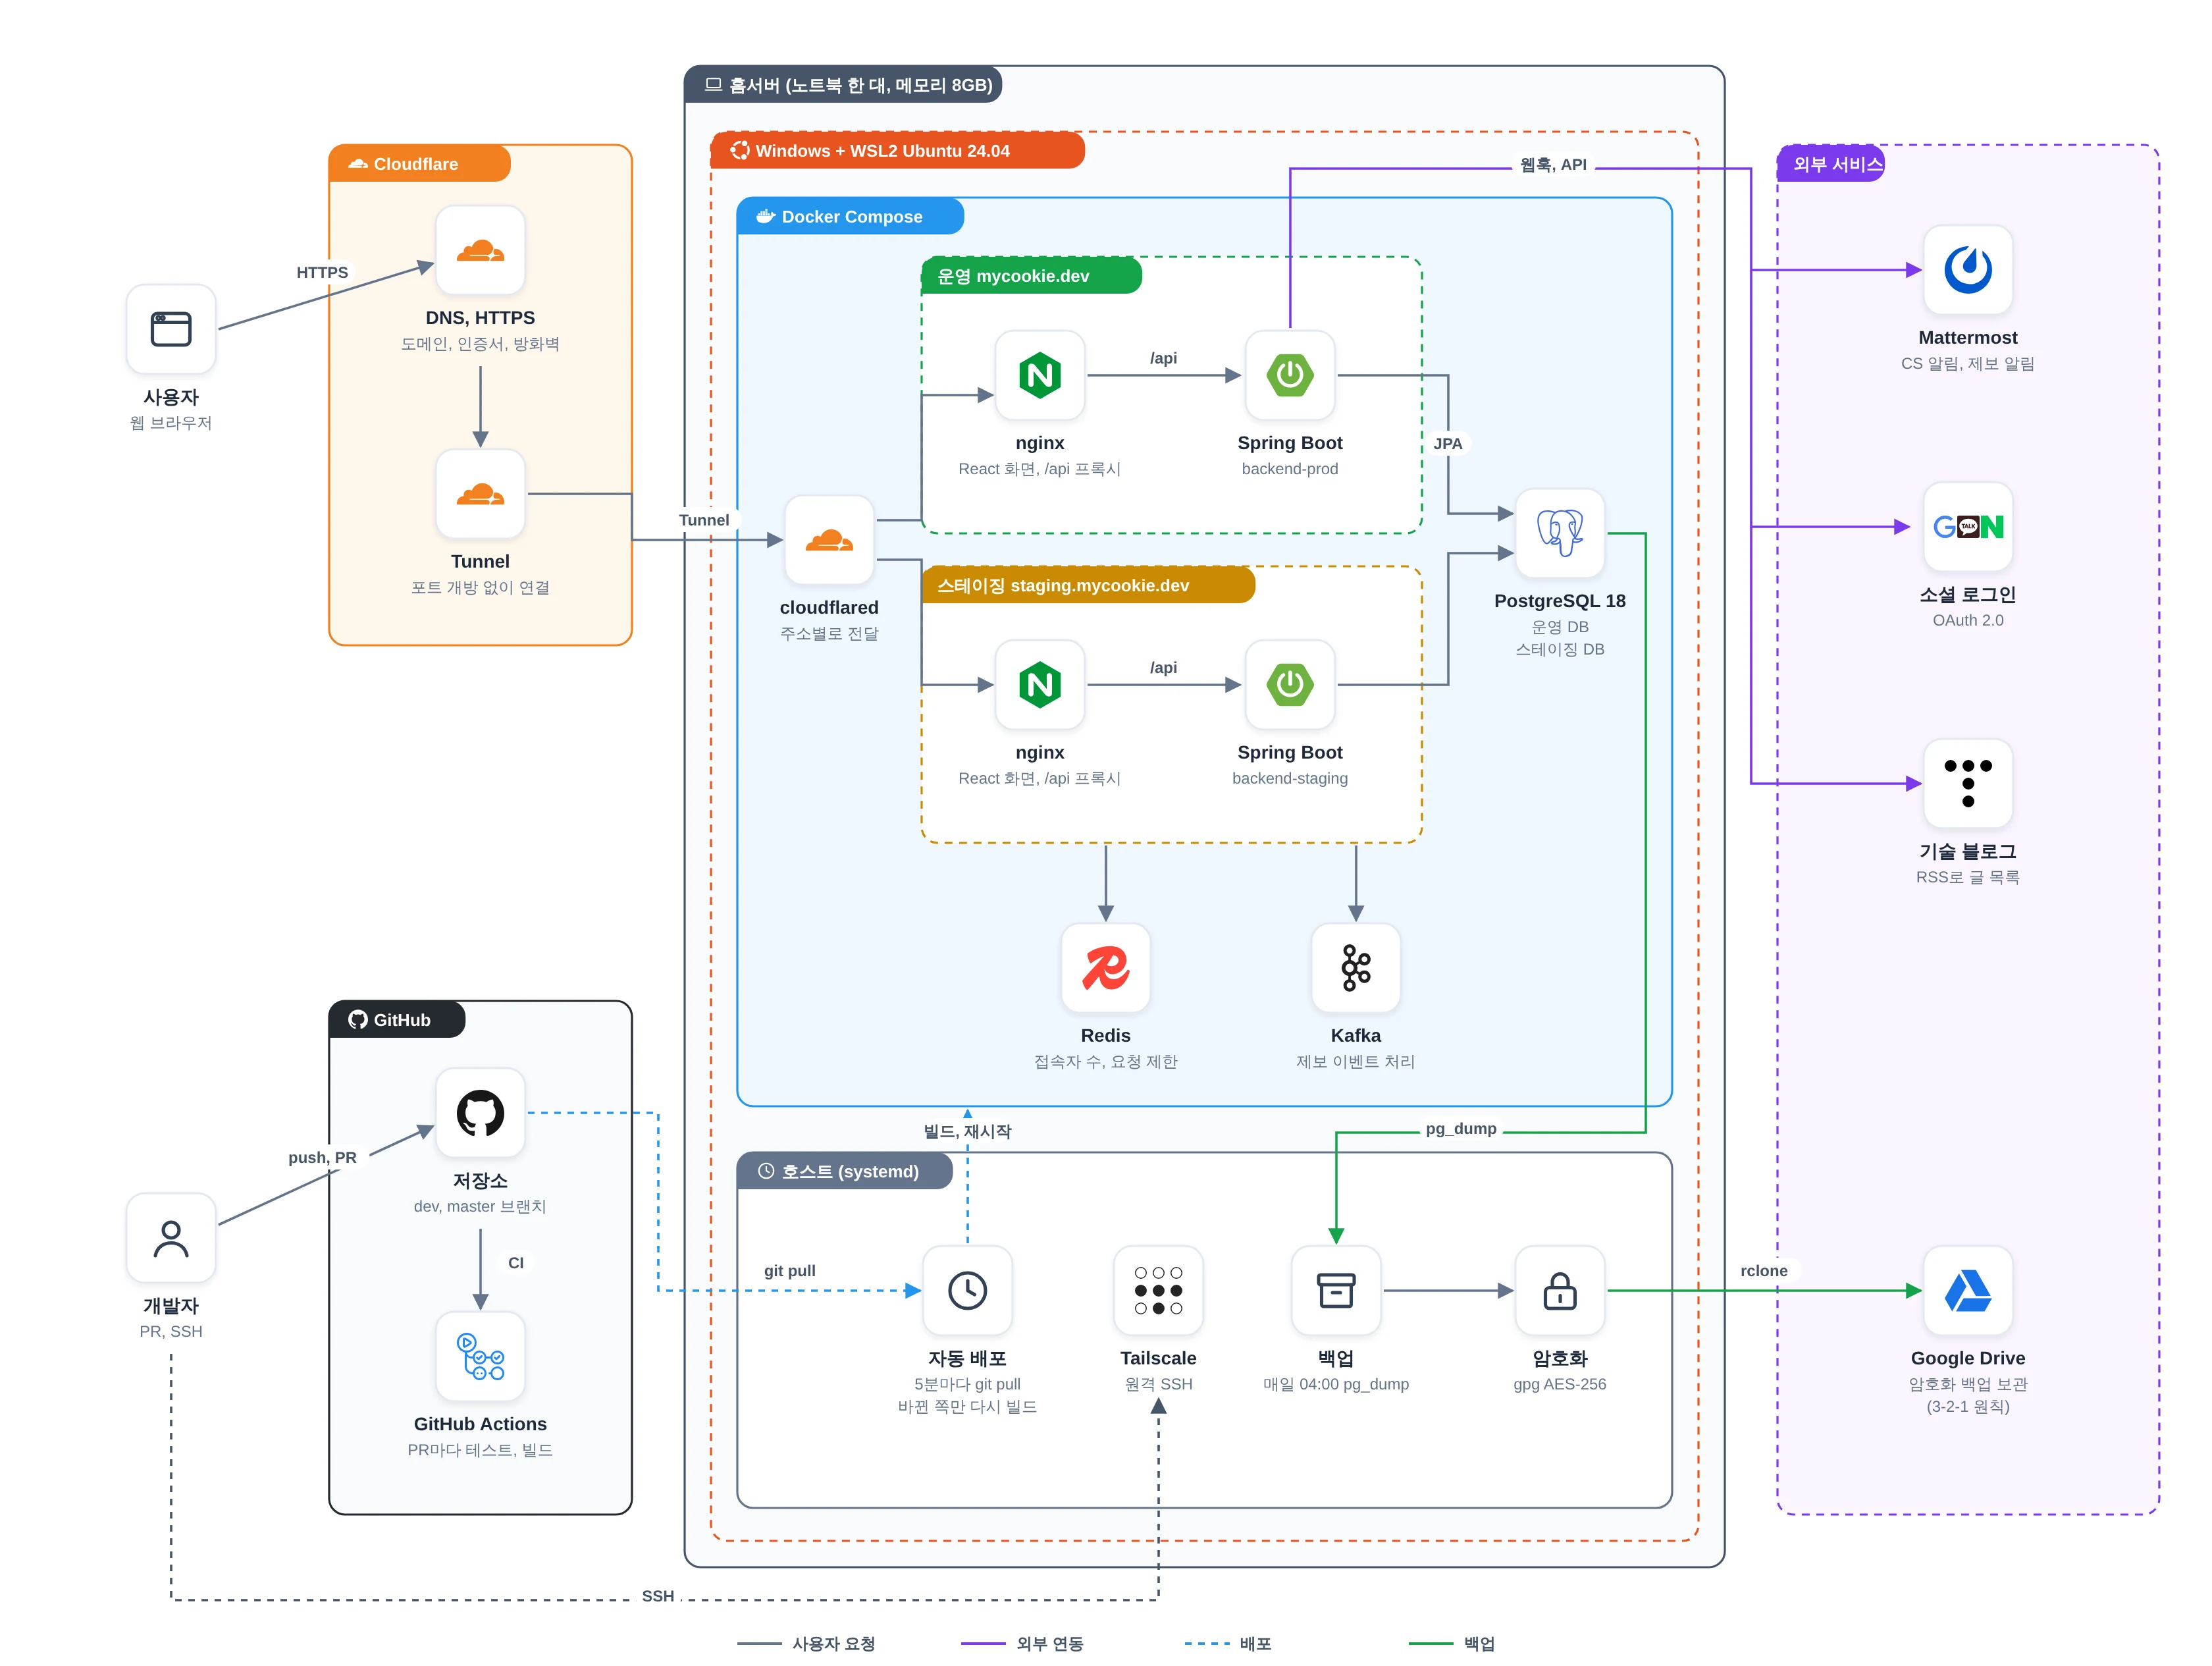 홈서버 (노트북 한 대, 메모리 8GB)
Windows + WSL2 Ubuntu 24.04
Cloudflare
HTTPS
DNS, HTTPS
도메인, 인증서, 방화벽
사용자
웹 브라우저
Tunnel
포트 개방 없이 연결
Tunnel
Docker Compose
웹훅, API
운영 mycookie.dev
nginx
React 화면, /api 프록시
/api
Spring Boot
backend-prod
JPA
cloudflared
주소별로 전달
스테이징 staging.mycookie.dev
nginx
React 화면, /api 프록시
/api
Spring Boot
backend-staging
PostgreSQL 18
운영 DB
스테이징 DB
Redis
접속자 수, 요청 제한
Kafka
제보 이벤트 처리
외부 서비스
Mattermost
CS 알림, 제보 알림
G
TALK
N
소셜 로그인
OAuth 2.0
기술 블로그
RSS로 글 목록
GitHub
push, PR
저장소
dev, master 브랜치
CI
GitHub Actions
PR마다 테스트, 빌드
개발자
PR, SSH
빌드, 재시작
pg_dump
호스트 (systemd)
git pull
자동 배포
5분마다 git pull
바뀐 쪽만 다시 빌드
Tailscale
원격 SSH
백업
매일 04:00 pg_dump
암호화
gpg AES-256
rclone
Google Drive
암호화 백업 보관
(3-2-1 원칙)
SSH
사용자 요청
외부 연동
배포
백업